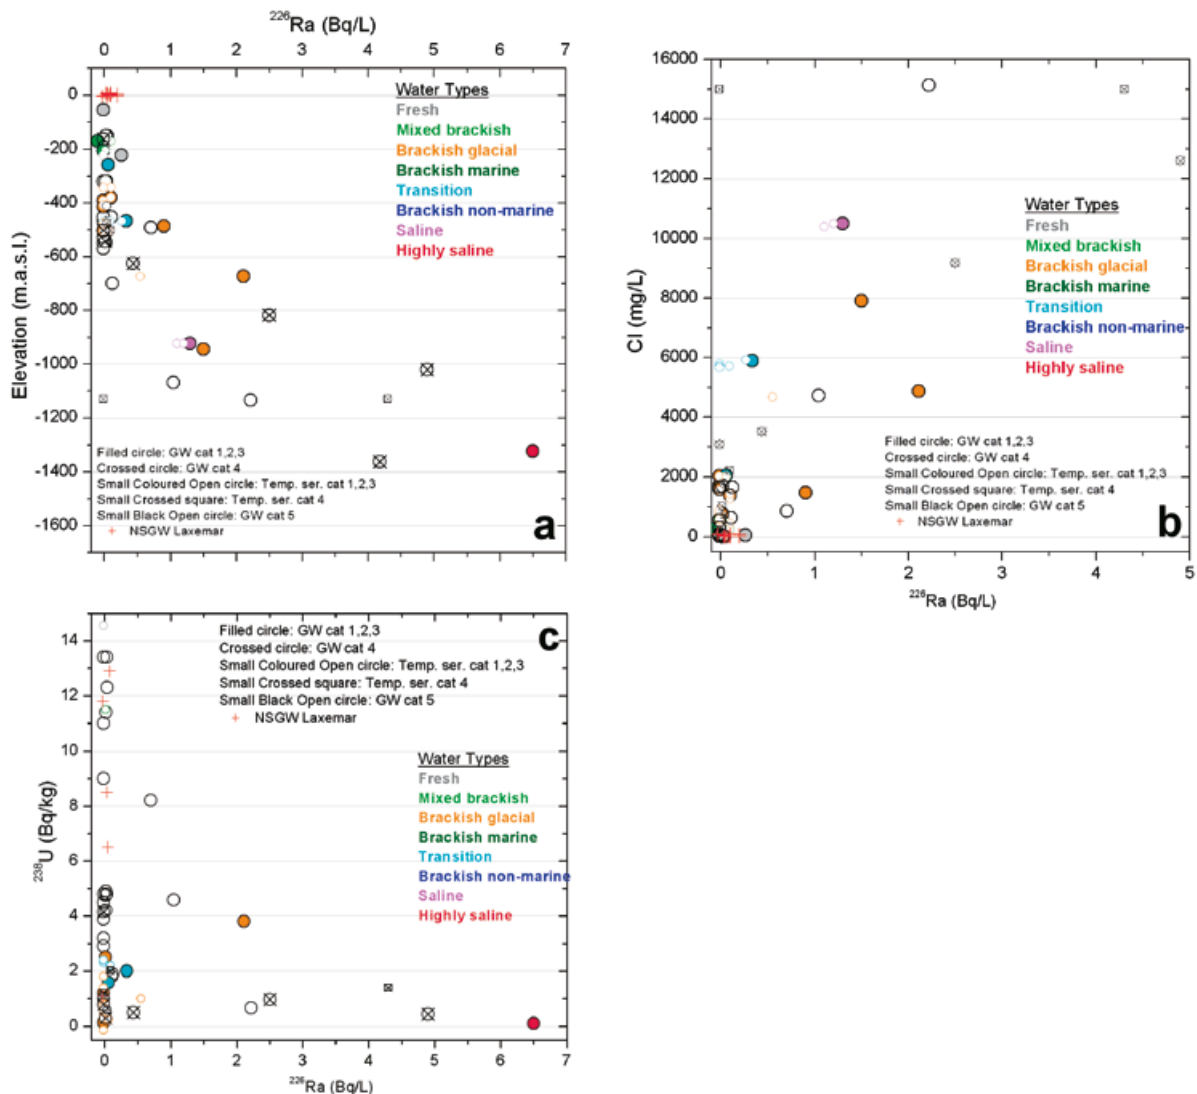 ²²⁶Ra (Bq/L)
0 1 2 3 4 5 6 7
Elevation (m.a.s.l.)
0
-200
-400
-600
-800
-1000
-1200
-1400
-1600
Water Types
Fresh
Mixed brackish
Brackish glacial
Brackish marine
Transition
Brackish non-marine
Saline
Highly saline
Filled circle: GW cat 1,2,3
Crossed circle: GW cat 4
Small Coloured Open circle: Temp. ser. cat 1,2,3
Small Crossed square: Temp. ser. cat 4
Small Black Open circle: GW cat 5
+ NSGW Laxemar
a
Cl (mg/L)
16000
14000
12000
10000
8000
6000
4000
2000
0
Water Types
Fresh
Mixed brackish
Brackish glacial
Brackish marine
Transition
Brackish non-marine
Saline
Highly saline
Filled circle: GW cat 1,2,3
Crossed circle: GW cat 4
Small Coloured Open circle: Temp. ser. cat 1,2,3
Small Crossed square: Temp. ser. cat 4
Small Black Open circle: GW cat 5
+ NSGW Laxemar
b
0 1 2 3 4 5
²²⁶Ra (Bq/L)
²³⁸U (Bq/kg)
14
12
10
8
6
4
2
0
Filled circle: GW cat 1,2,3
Crossed circle: GW cat 4
Small Coloured Open circle: Temp. ser. cat 1,2,3
Small Crossed square: Temp. ser. cat 4
Small Black Open circle: GW cat 5
+ NSGW Laxemar
c
Water Types
Fresh
Mixed brackish
Brackish glacial
Brackish marine
Transition
Brackish non-marine
Saline
Highly saline
0 1 2 3 4 5 6 7
²²⁶Ra (Bq/L)